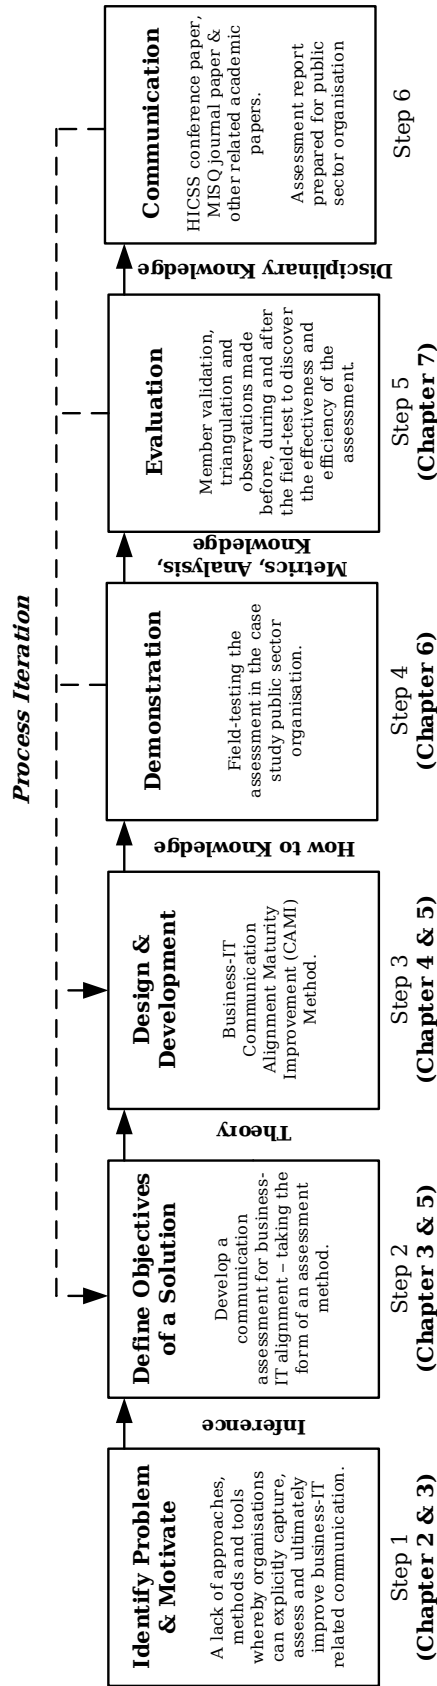 Process Iteration
Identify Problem
& Motivate
A lack of approaches,
methods and tools
whereby organisations
can explicitly capture,
assess and ultimately
improve business-IT
related communication.
Step 1
(Chapter 2 & 3)
Inference
Define Objectives
of a Solution
Develop a
communication
assessment for business-
IT alignment – taking the
form of an assessment
method.
Step 2
(Chapter 3 & 5)
Theory
Design &
Development
Business-IT
Communication
Alignment Maturity
Improvement (CAMI)
Method.
Step 3
(Chapter 4 & 5)
How to Knowledge
Demonstration
Field-testing the
assessment in the case
study public sector
organisation.
Step 4
(Chapter 6)
Metrics, Analysis,
Knowledge
Evaluation
Member validation,
triangulation and
observations made
before, during and after
the field-test to discover
the effectiveness and
efficiency of the
assessment.
Step 5
(Chapter 7)
Disciplinary Knowledge
Communication
HICSS conference paper,
MISQ journal paper &
other related academic
papers.
Assessment report
prepared for public
sector organisation
Step 6